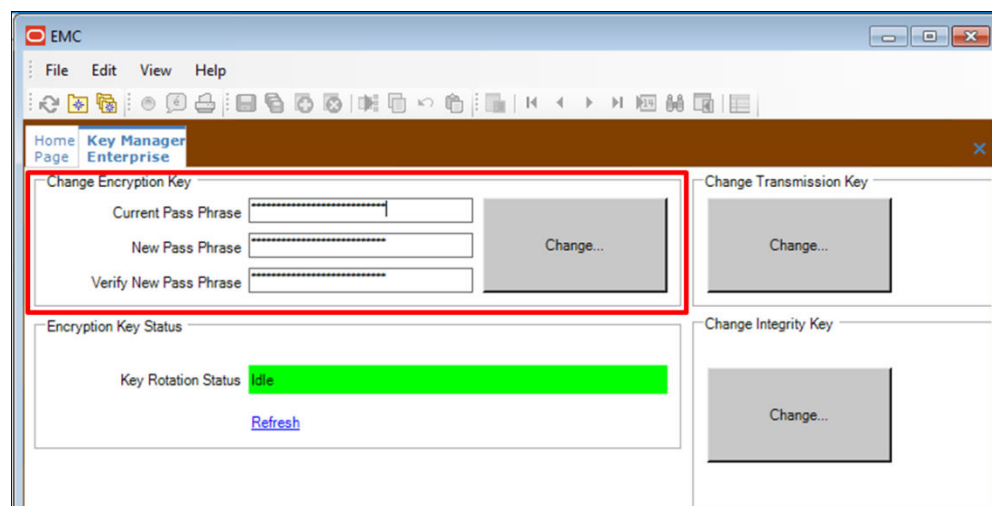 EMC
File Edit View Help
Home Page
Key Manager Enterprise
Change Encryption Key
Current Pass Phrase
New Pass Phrase
Verify New Pass Phrase
Change...
Change Transmission Key
Change...
Encryption Key Status
Key Rotation Status Idle
Refresh
Change Integrity Key
Change...